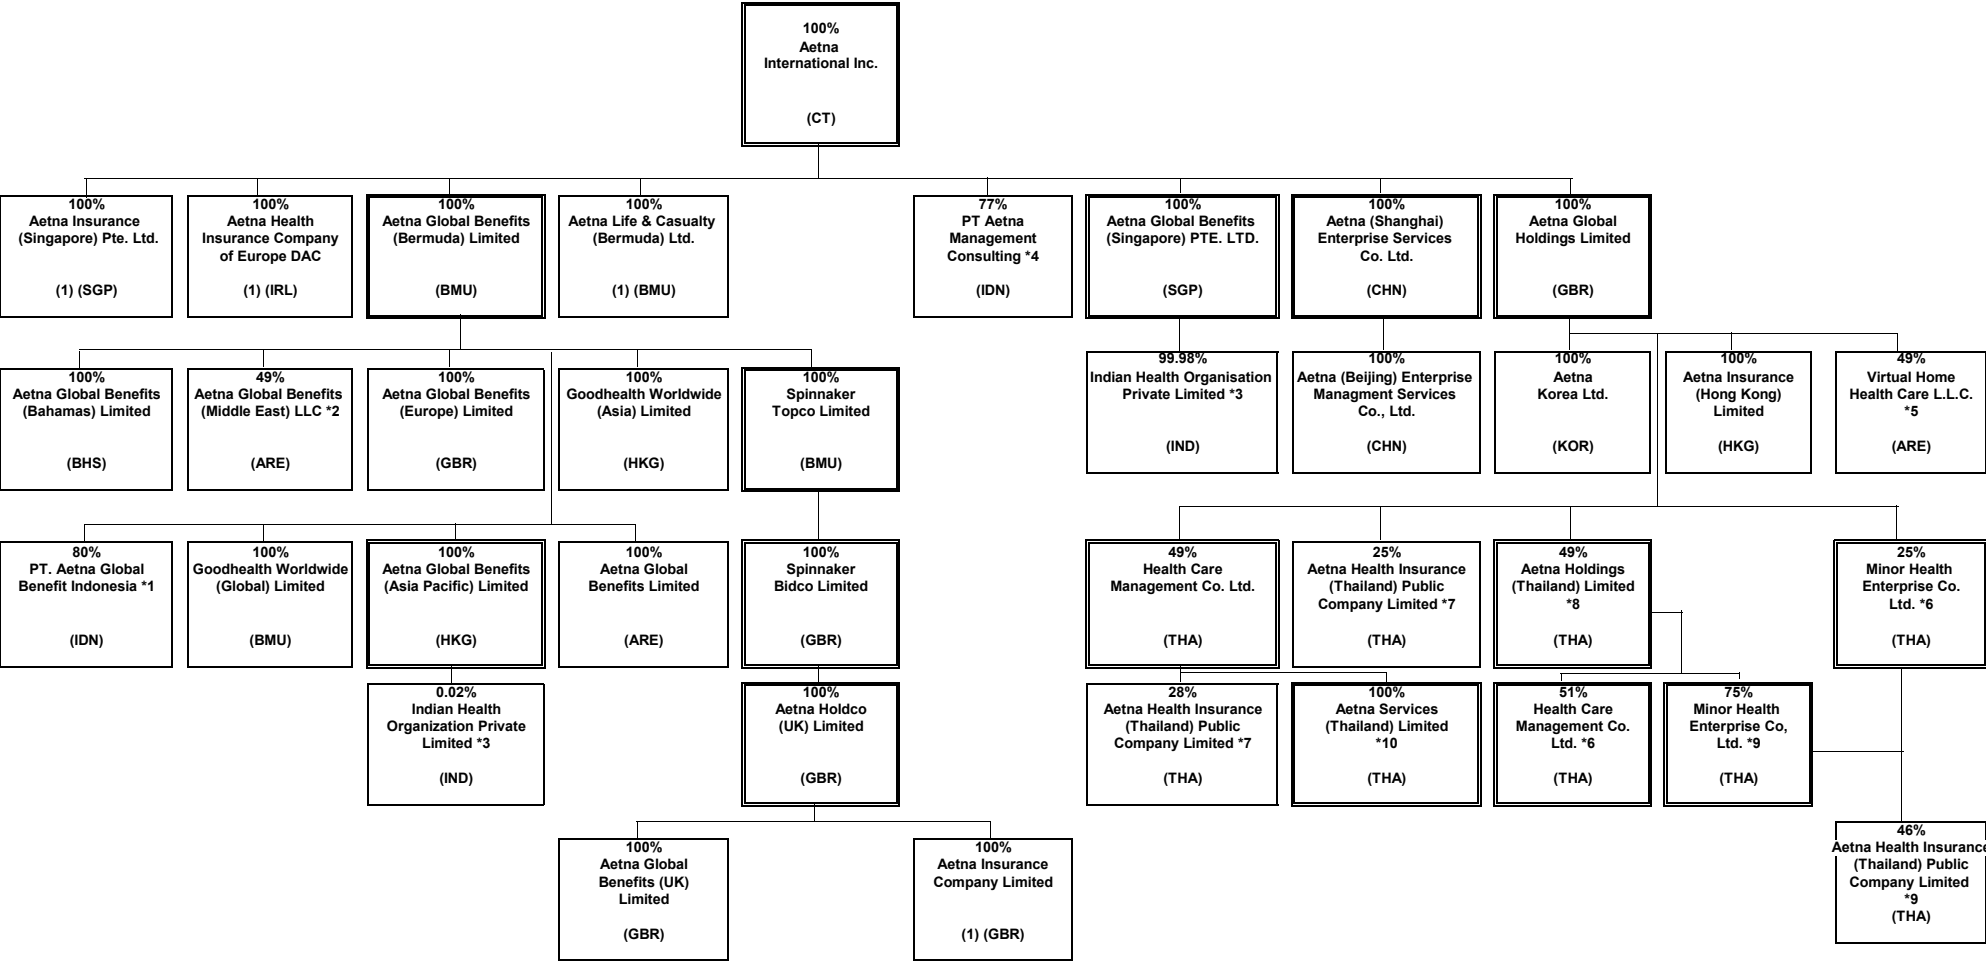 100%
Aetna
International Inc.
(CT)
100%
Aetna Insurance
(Singapore) Pte. Ltd.
(1) (SGP)
100%
Aetna Health
Insurance Company
of Europe DAC
(1) (IRL)
100%
Aetna Global Benefits
(Bermuda) Limited
(BMU)
100%
Aetna Life & Casualty
(Bermuda) Ltd.
(1) (BMU)
77%
PT Aetna
Management
Consulting *4
(IDN)
100%
Aetna Global Benefits
(Singapore) PTE. LTD.
(SGP)
100%
Aetna (Shanghai)
Enterprise Services
Co. Ltd.
(CHN)
100%
Aetna Global
Holdings Limited
(GBR)
100%
Aetna Global Benefits
(Bahamas) Limited
(BHS)
49%
Aetna Global Benefits
(Middle East) LLC *2
(ARE)
100%
Aetna Global Benefits
(Europe) Limited
(GBR)
100%
Goodhealth Worldwide
(Asia) Limited
(HKG)
100%
Spinnaker
Topco Limited
(BMU)
99.98%
Indian Health Organisation
Private Limited *3
(IND)
100%
Aetna (Beijing) Enterprise
Managment Services
Co., Ltd.
(CHN)
100%
Aetna
Korea Ltd.
(KOR)
100%
Aetna Insurance
(Hong Kong)
Limited
(HKG)
49%
Virtual Home
Health Care L.L.C.
*5
(ARE)
80%
PT. Aetna Global
Benefit Indonesia *1
(IDN)
100%
Goodhealth Worldwide
(Global) Limited
(BMU)
100%
Aetna Global Benefits
(Asia Pacific) Limited
(HKG)
100%
Aetna Global
Benefits Limited
(ARE)
100%
Spinnaker
Bidco Limited
(GBR)
49%
Health Care
Management Co. Ltd.
(THA)
25%
Aetna Health Insurance
(Thailand) Public
Company Limited *7
(THA)
49%
Aetna Holdings
(Thailand) Limited
*8
(THA)
25%
Minor Health
Enterprise Co.
Ltd. *6
(THA)
0.02%
Indian Health
Organization Private
Limited *3
(IND)
100%
Aetna Holdco
(UK) Limited
(GBR)
28%
Aetna Health Insurance
(Thailand) Public
Company Limited *7
(THA)
100%
Aetna Services
(Thailand) Limited
*10
(THA)
51%
Health Care
Management Co.
Ltd. *6
(THA)
75%
Minor Health
Enterprise Co,
Ltd. *9
(THA)
100%
Aetna Global
Benefits (UK)
Limited
(GBR)
100%
Aetna Insurance
Company Limited
(1) (GBR)
46%
Aetna Health Insurance
(Thailand) Public
Company Limited
*9
(THA)